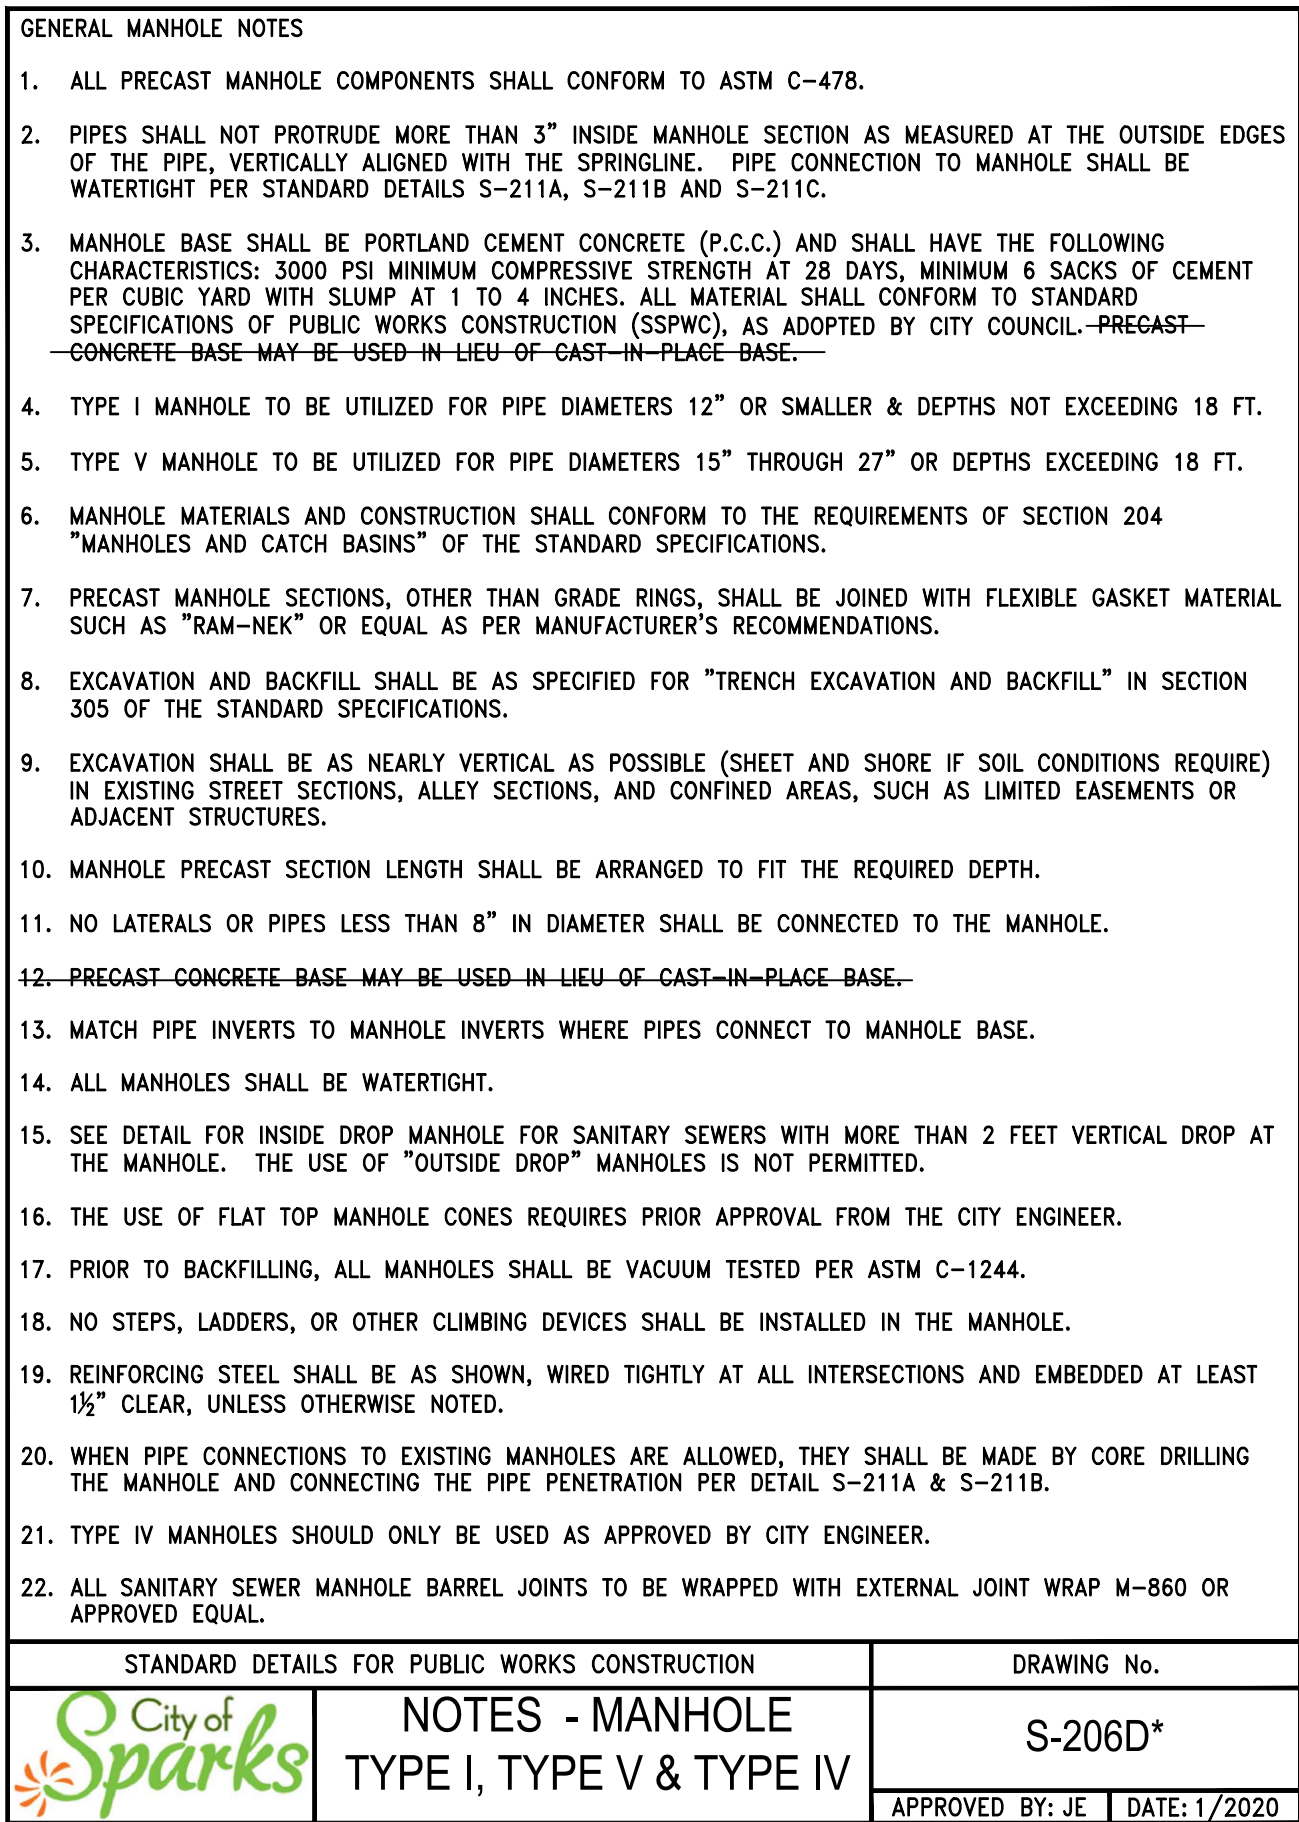 GENERAL MANHOLE NOTES
1. ALL PRECAST MANHOLE COMPONENTS SHALL CONFORM TO ASTM C-478.
2. PIPES SHALL NOT PROTRUDE MORE THAN 3" INSIDE MANHOLE SECTION AS MEASURED AT THE OUTSIDE EDGES
OF THE PIPE, VERTICALLY ALIGNED WITH THE SPRINGLINE. PIPE CONNECTION TO MANHOLE SHALL BE
WATERTIGHT PER STANDARD DETAILS S-211A, S-211B AND S-211C.
3. MANHOLE BASE SHALL BE PORTLAND CEMENT CONCRETE (P.C.C.) AND SHALL HAVE THE FOLLOWING
CHARACTERISTICS: 3000 PSI MINIMUM COMPRESSIVE STRENGTH AT 28 DAYS, MINIMUM 6 SACKS OF CEMENT
PER CUBIC YARD WITH SLUMP AT 1 TO 4 INCHES. ALL MATERIAL SHALL CONFORM TO STANDARD
SPECIFICATIONS OF PUBLIC WORKS CONSTRUCTION (SSPWC), AS ADOPTED BY CITY COUNCIL. PRECAST
CONCRETE BASE MAY BE USED IN LIEU OF CAST-IN-PLACE BASE.
4. TYPE I MANHOLE TO BE UTILIZED FOR PIPE DIAMETERS 12" OR SMALLER & DEPTHS NOT EXCEEDING 18 FT.
5. TYPE V MANHOLE TO BE UTILIZED FOR PIPE DIAMETERS 15" THROUGH 27" OR DEPTHS EXCEEDING 18 FT.
6. MANHOLE MATERIALS AND CONSTRUCTION SHALL CONFORM TO THE REQUIREMENTS OF SECTION 204
"MANHOLES AND CATCH BASINS" OF THE STANDARD SPECIFICATIONS.
7. PRECAST MANHOLE SECTIONS, OTHER THAN GRADE RINGS, SHALL BE JOINED WITH FLEXIBLE GASKET MATERIAL
SUCH AS "RAM-NEK" OR EQUAL AS PER MANUFACTURER'S RECOMMENDATIONS.
8. EXCAVATION AND BACKFILL SHALL BE AS SPECIFIED FOR "TRENCH EXCAVATION AND BACKFILL" IN SECTION
305 OF THE STANDARD SPECIFICATIONS.
9. EXCAVATION SHALL BE AS NEARLY VERTICAL AS POSSIBLE (SHEET AND SHORE IF SOIL CONDITIONS REQUIRE)
IN EXISTING STREET SECTIONS, ALLEY SECTIONS, AND CONFINED AREAS, SUCH AS LIMITED EASEMENTS OR
ADJACENT STRUCTURES.
10. MANHOLE PRECAST SECTION LENGTH SHALL BE ARRANGED TO FIT THE REQUIRED DEPTH.
11. NO LATERALS OR PIPES LESS THAN 8" IN DIAMETER SHALL BE CONNECTED TO THE MANHOLE.
12. PRECAST CONCRETE BASE MAY BE USED IN LIEU OF CAST-IN-PLACE BASE.
13. MATCH PIPE INVERTS TO MANHOLE INVERTS WHERE PIPES CONNECT TO MANHOLE BASE.
14. ALL MANHOLES SHALL BE WATERTIGHT.
15. SEE DETAIL FOR INSIDE DROP MANHOLE FOR SANITARY SEWERS WITH MORE THAN 2 FEET VERTICAL DROP AT
THE MANHOLE. THE USE OF "OUTSIDE DROP" MANHOLES IS NOT PERMITTED.
16. THE USE OF FLAT TOP MANHOLE CONES REQUIRES PRIOR APPROVAL FROM THE CITY ENGINEER.
17. PRIOR TO BACKFILLING, ALL MANHOLES SHALL BE VACUUM TESTED PER ASTM C-1244.
18. NO STEPS, LADDERS, OR OTHER CLIMBING DEVICES SHALL BE INSTALLED IN THE MANHOLE.
19. REINFORCING STEEL SHALL BE AS SHOWN, WIRED TIGHTLY AT ALL INTERSECTIONS AND EMBEDDED AT LEAST
1½" CLEAR, UNLESS OTHERWISE NOTED.
20. WHEN PIPE CONNECTIONS TO EXISTING MANHOLES ARE ALLOWED, THEY SHALL BE MADE BY CORE DRILLING
THE MANHOLE AND CONNECTING THE PIPE PENETRATION PER DETAIL S-211A & S-211B.
21. TYPE IV MANHOLES SHOULD ONLY BE USED AS APPROVED BY CITY ENGINEER.
22. ALL SANITARY SEWER MANHOLE BARREL JOINTS TO BE WRAPPED WITH EXTERNAL JOINT WRAP M-860 OR
APPROVED EQUAL.
STANDARD DETAILS FOR PUBLIC WORKS CONSTRUCTION
DRAWING No.
City of
Sparks
NOTES - MANHOLE
TYPE I, TYPE V & TYPE IV
S-206D*
APPROVED BY: JE
DATE: 1/2020